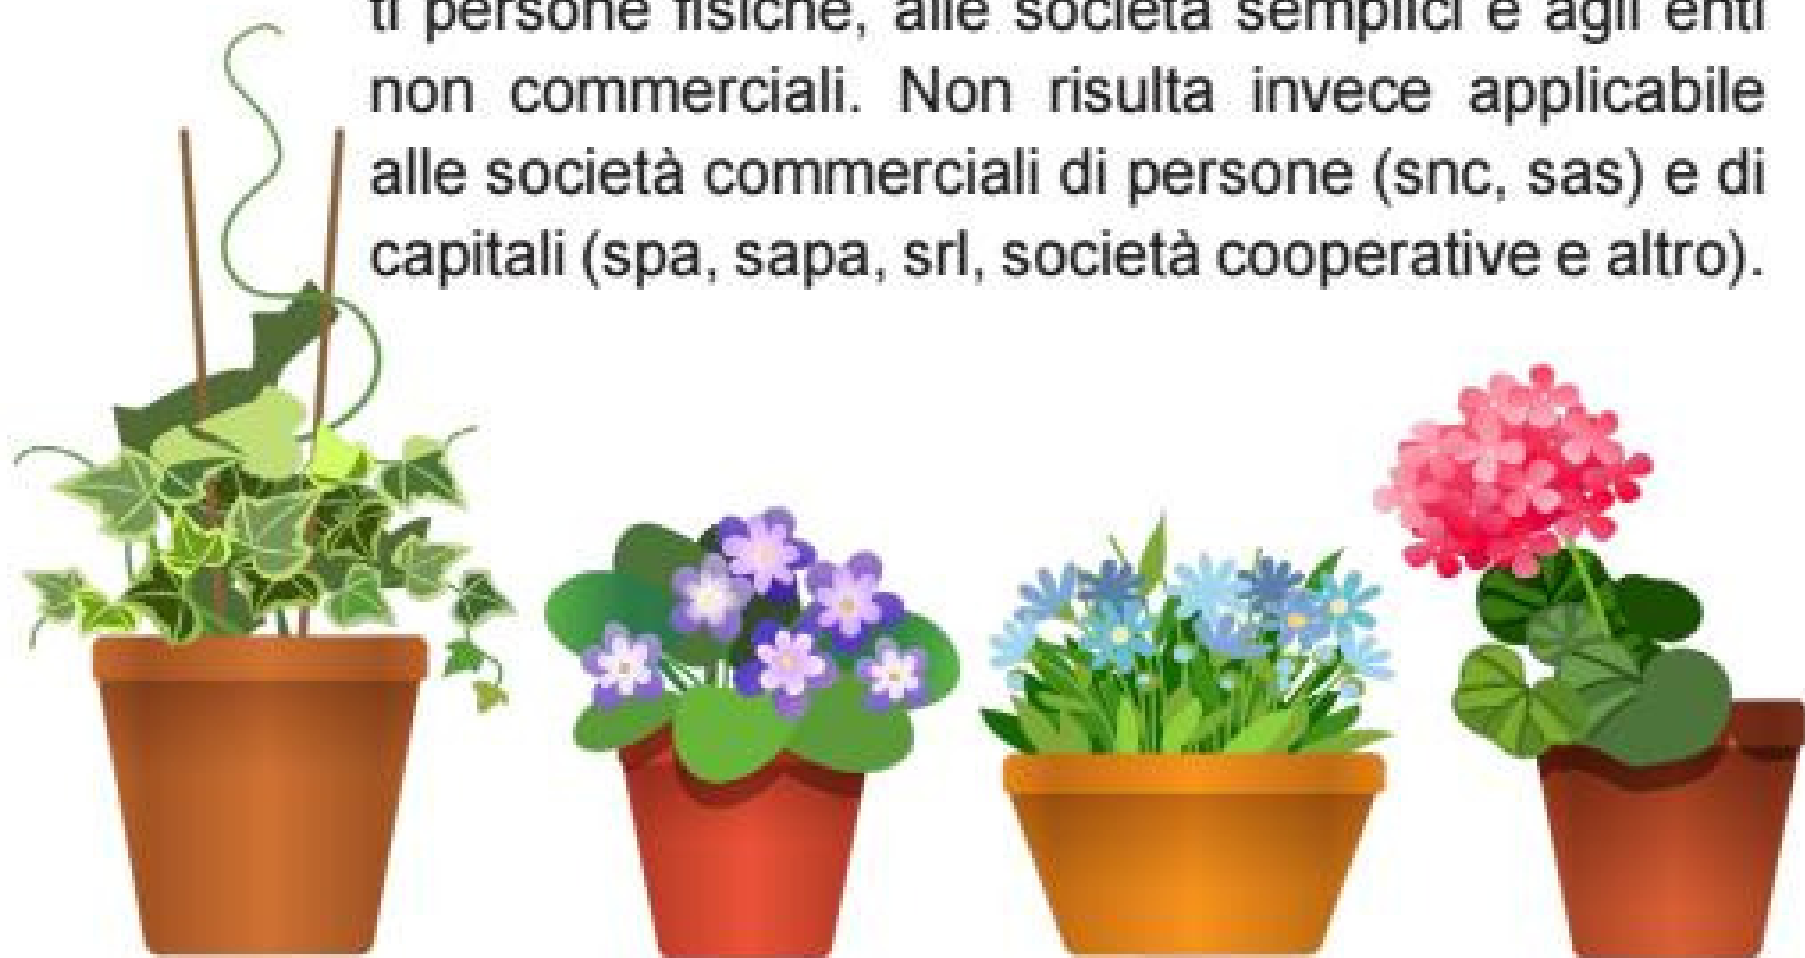 ti persone fisiche, alle società semplici e agli enti
non commerciali. Non risulta invece applicabile
alle società commerciali di persone (snc, sas) e di
capitali (spa, sapa, srl, società cooperative e altro).